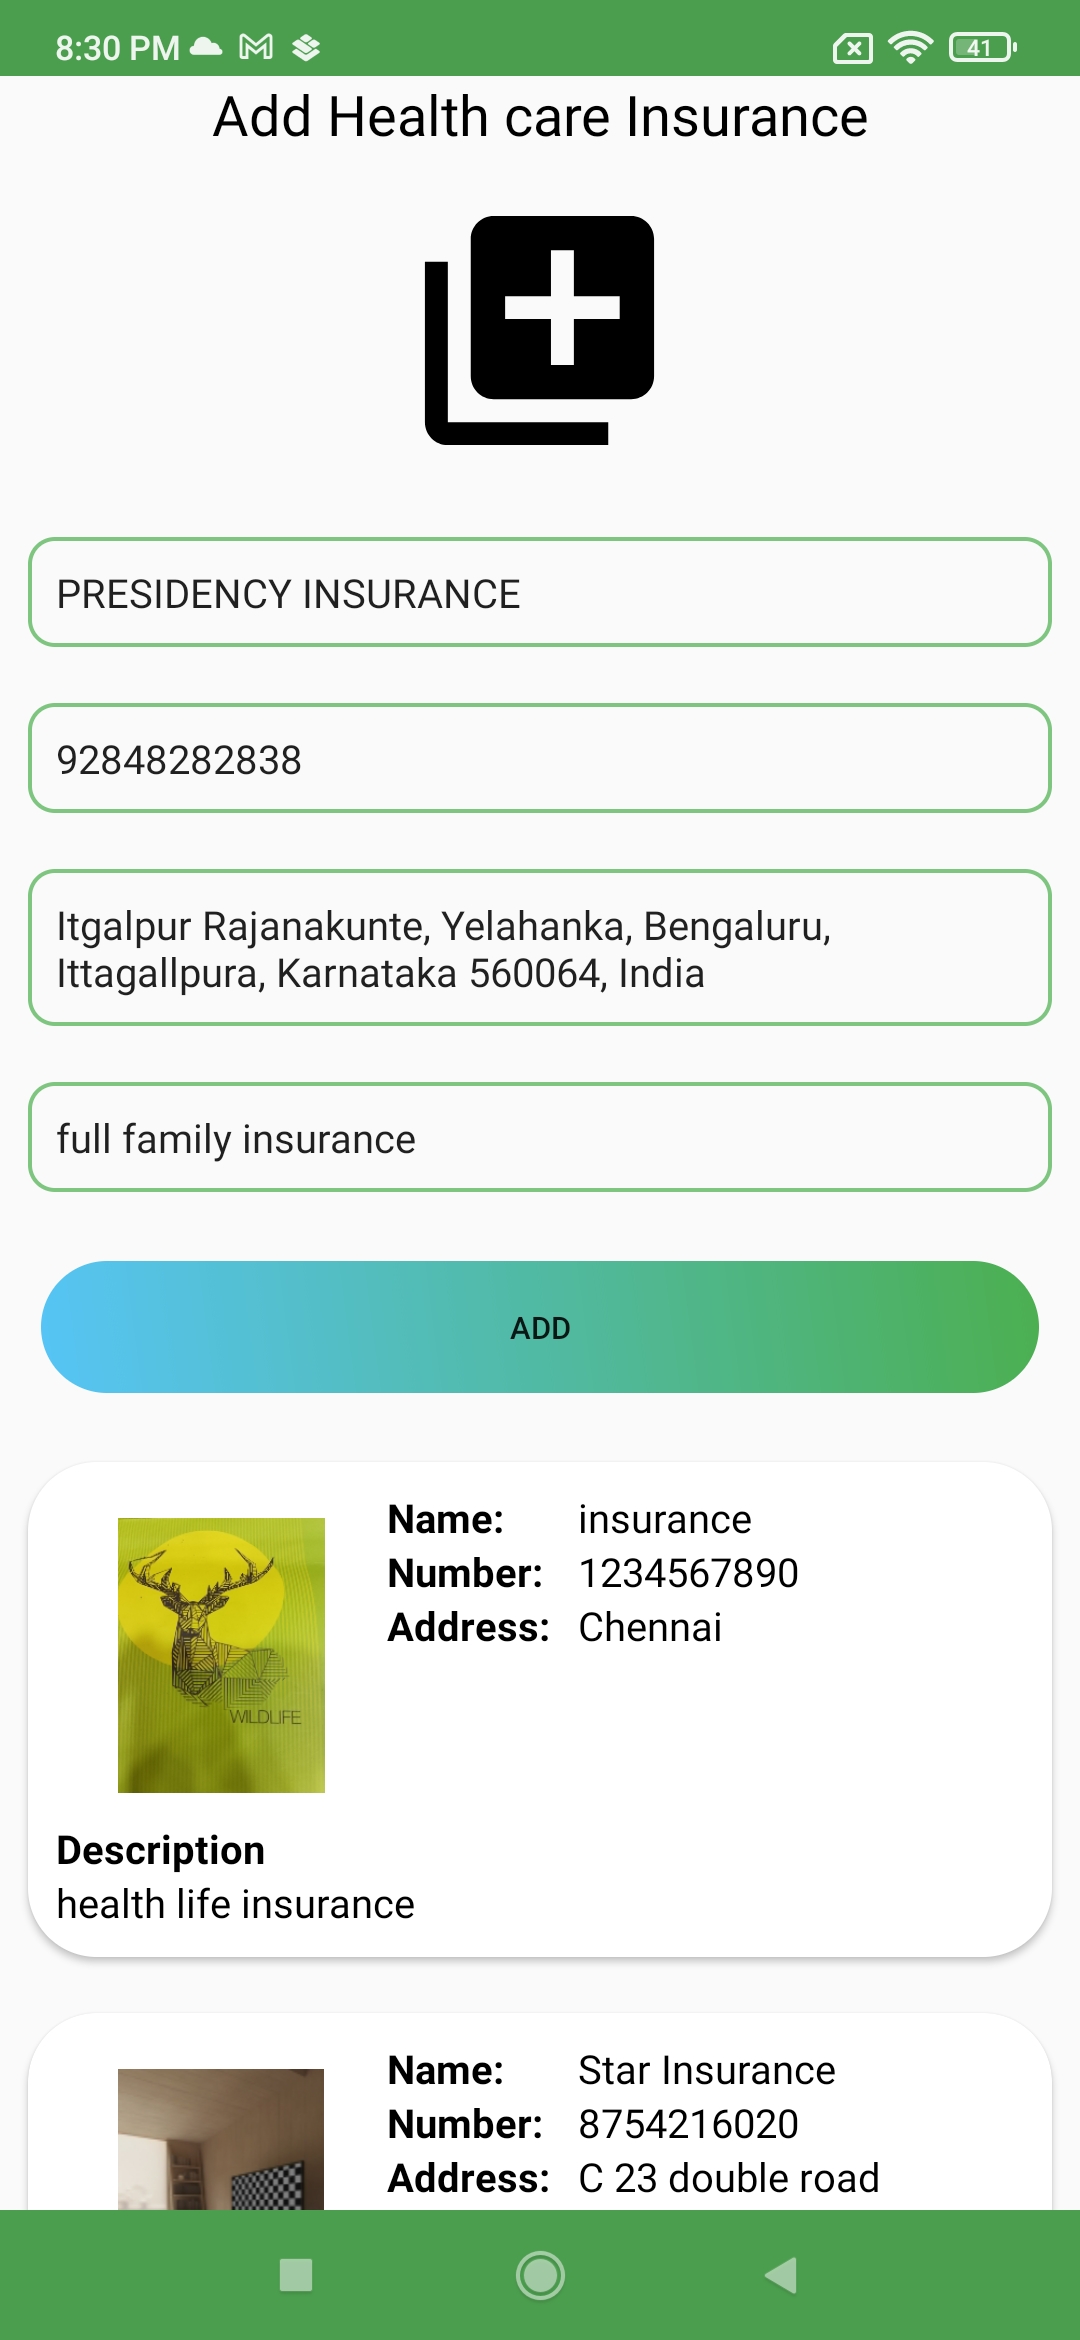 8:30 PM
41
Add Health care Insurance
PRESIDENCY INSURANCE
92848282838
Itgalpur Rajanakunte, Yelahanka, Bengaluru,
Ittagallpura, Karnataka 560064, India
full family insurance
ADD
Name: insurance
Number: 1234567890
Address: Chennai
WILDLIFE
Description
health life insurance
Name: Star Insurance
Number: 8754216020
Address: C 23 double road